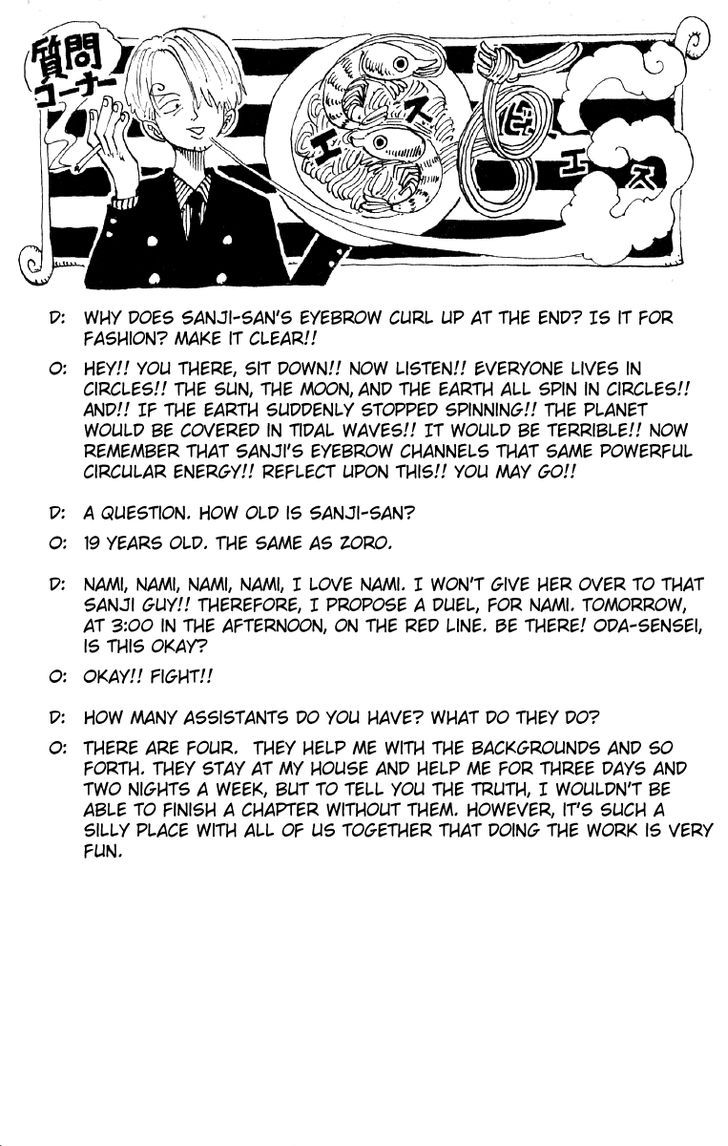 質問
コーナー
エス
ビー
エス
D: WHY DOES SANJI-SAN'S EYEBROW CURL UP AT THE END? IS IT FOR
FASHION? MAKE IT CLEAR!!
O: HEY!! YOU THERE, SIT DOWN!! NOW LISTEN!! EVERYONE LIVES IN
CIRCLES!! THE SUN, THE MOON, AND THE EARTH ALL SPIN IN CIRCLES!!
AND!! IF THE EARTH SUDDENLY STOPPED SPINNING!! THE PLANET
WOULD BE COVERED IN TIDAL WAVES!! IT WOULD BE TERRIBLE!! NOW
REMEMBER THAT SANJI'S EYEBROW CHANNELS THAT SAME POWERFUL
CIRCULAR ENERGY!! REFLECT UPON THIS!! YOU MAY GO!!
D: A QUESTION. HOW OLD IS SANJI-SAN?
O: 19 YEARS OLD. THE SAME AS ZORO.
D: NAMI, NAMI, NAMI, NAMI, I LOVE NAMI. I WON'T GIVE HER OVER TO THAT
SANJI GUY!! THEREFORE, I PROPOSE A DUEL, FOR NAMI. TOMORROW,
AT 3:00 IN THE AFTERNOON, ON THE RED LINE. BE THERE! ODA-SENSEI,
IS THIS OKAY?
O: OKAY!! FIGHT!!
D: HOW MANY ASSISTANTS DO YOU HAVE? WHAT DO THEY DO?
O: THERE ARE FOUR. THEY HELP ME WITH THE BACKGROUNDS AND SO
FORTH. THEY STAY AT MY HOUSE AND HELP ME FOR THREE DAYS AND
TWO NIGHTS A WEEK, BUT TO TELL YOU THE TRUTH, I WOULDN'T BE
ABLE TO FINISH A CHAPTER WITHOUT THEM. HOWEVER, IT'S SUCH A
SILLY PLACE WITH ALL OF US TOGETHER THAT DOING THE WORK IS VERY
FUN.